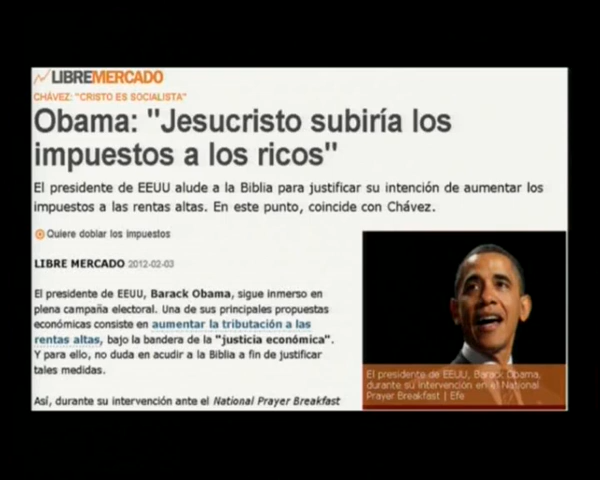 LIBREMERCADO
CHÁVEZ: "CRISTO ES SOCIALISTA"
Obama: "Jesucristo subiría los
impuestos a los ricos"
El presidente de EEUU alude a la Biblia para justificar su intención de aumentar los
impuestos a las rentas altas. En este punto, coincide con Chávez.
Quiere doblar los impuestos
LIBRE MERCADO 2012-02-03
El presidente de EEUU, Barack Obama, sigue inmerso en
plena campaña electoral. Una de sus principales propuestas
económicas consiste en aumentar la tributación a las
rentas altas, bajo la bandera de la "justicia económica".
Y para ello, no duda en acudir a la Biblia a fin de justificar
tales medidas.
Así, durante su intervención ante el National Prayer Breakfast
El presidente de EEUU, Barack Obama,
durante su intervención en el National
Prayer Breakfast | Efe